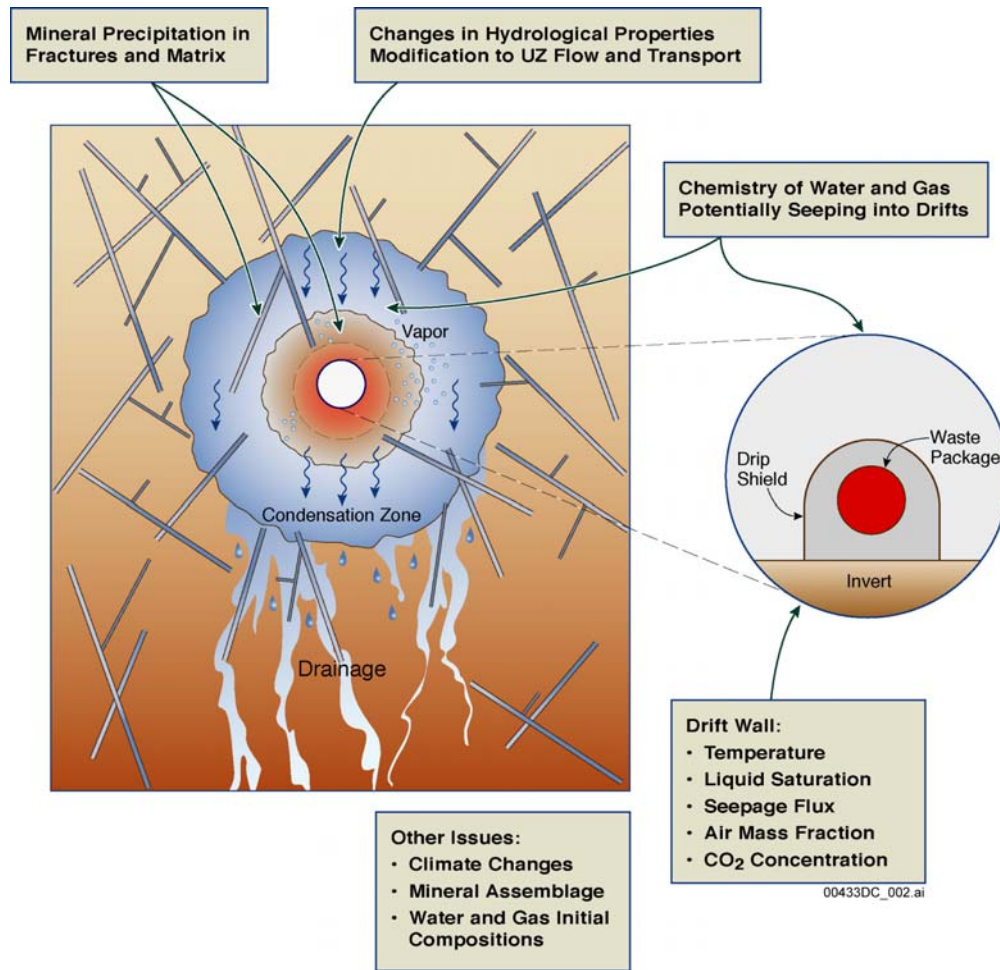 Mineral Precipitation in
Fractures and Matrix
Changes in Hydrological Properties
Modification to UZ Flow and Transport
Chemistry of Water and Gas
Potentially Seeping into Drifts
Vapor
Condensation Zone
Drainage
Waste
Package
Drip
Shield
Invert
Drift Wall:
• Temperature
• Liquid Saturation
• Seepage Flux
• Air Mass Fraction
• CO₂ Concentration
00433DC_002.ai
Other Issues:
• Climate Changes
• Mineral Assemblage
• Water and Gas Initial
Compositions